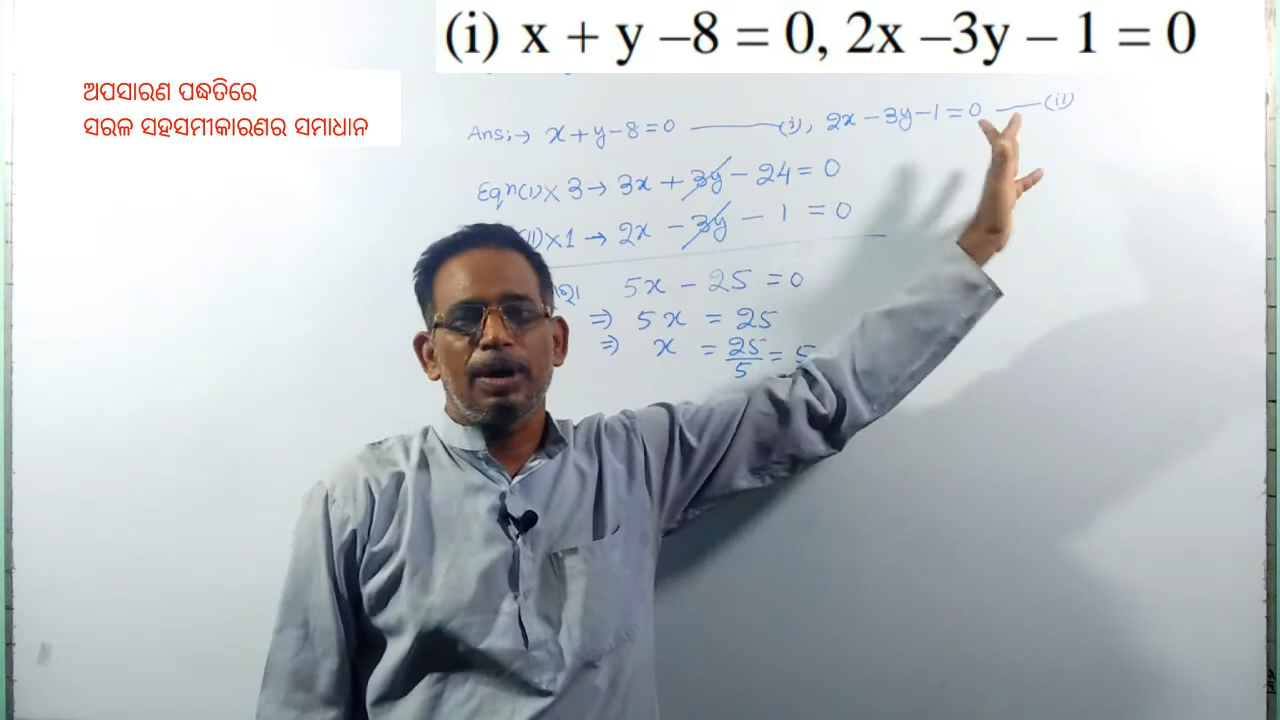 (i) x + y –8 = 0, 2x –3y – 1 = 0
ଅପସାରଣ ପଦ୍ଧତିରେ
ସରଳ ସହସମୀକାରଣର ସମାଧାନ
Ans:→ x + y - 8 = 0 ——— (i), 2x - 3y - 1 = 0 —— (ii)
Eqn (i) × 3 → 3x + 3y - 24 = 0
(ii) × 1 → 2x - 3y - 1 = 0
5x - 25 = 0
⇒ 5x = 25
⇒ x = 25/5 = 5